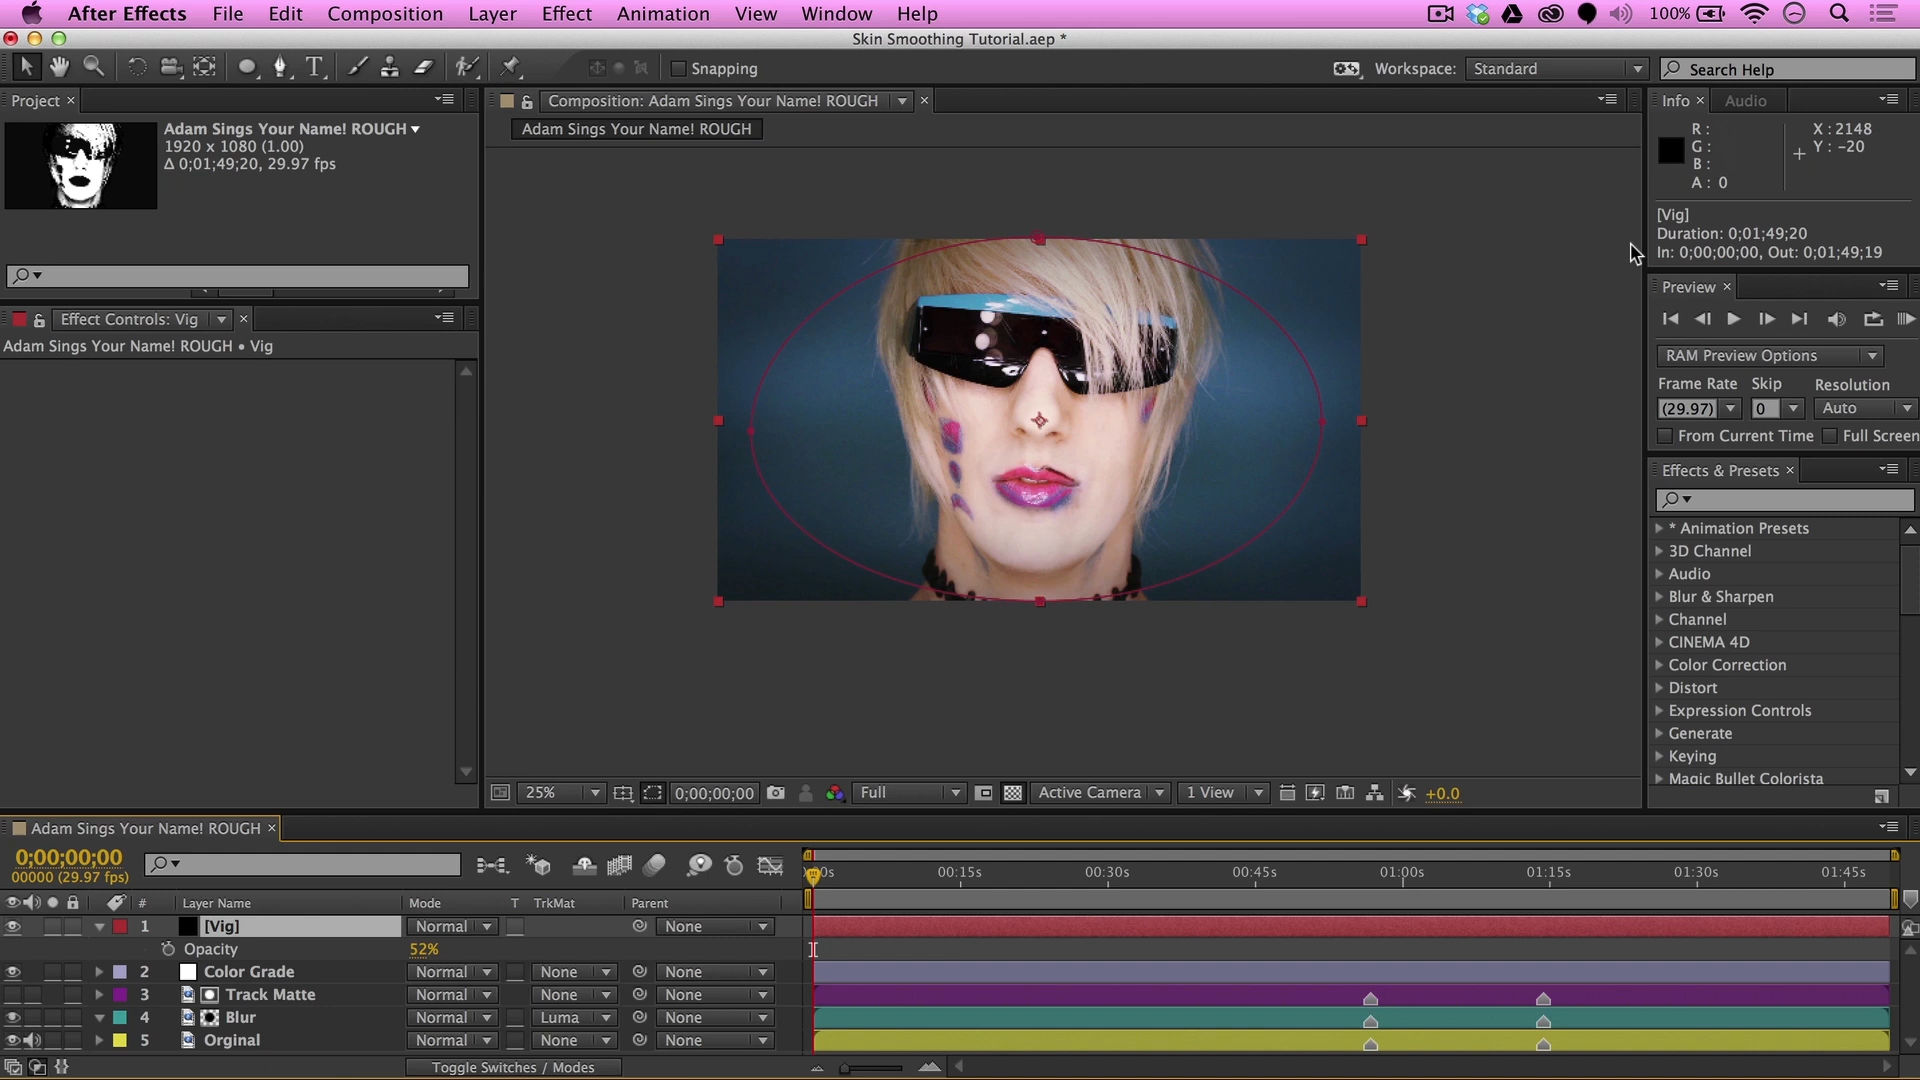 After Effects File Edit Composition Layer Effect Animation View Window Help 100%
Skin Smoothing Tutorial.aep *
T Snapping Workspace: Standard Search Help
Project × Composition: Adam Sings Your Name! ROUGH × Info × Audio
Adam Sings Your Name! ROUGH
1920 x 1080 (1.00)
Δ 0;01;49;20, 29.97 fps
Adam Sings Your Name! ROUGH
R :
G :
B :
A : 0
X : 2148
Y : -20
[Vig]
Duration: 0;01;49;20
In: 0;00;00;00, Out: 0;01;49;19
Effect Controls: Vig ×
Adam Sings Your Name! ROUGH • Vig
Preview ×
RAM Preview Options
Frame Rate Skip Resolution
(29.97) 0 Auto
From Current Time Full Screen
Effects & Presets ×
* Animation Presets
3D Channel
Audio
Blur & Sharpen
Channel
CINEMA 4D
Color Correction
Distort
Expression Controls
Generate
Keying
Magic Bullet Colorista
25% 0;00;00;00 Full Active Camera 1 View +0.0
Adam Sings Your Name! ROUGH ×
0;00;00;00
00000 (29.97 fps)
00:15s 00:30s 00:45s 01:00s 01:15s 01:30s 01:45s
# Layer Name Mode T TrkMat Parent
1 [Vig] Normal None
Opacity 52%
2 Color Grade Normal None None
3 Track Matte Normal None None
4 Blur Normal Luma None
5 Orginal Normal None None
Toggle Switches / Modes